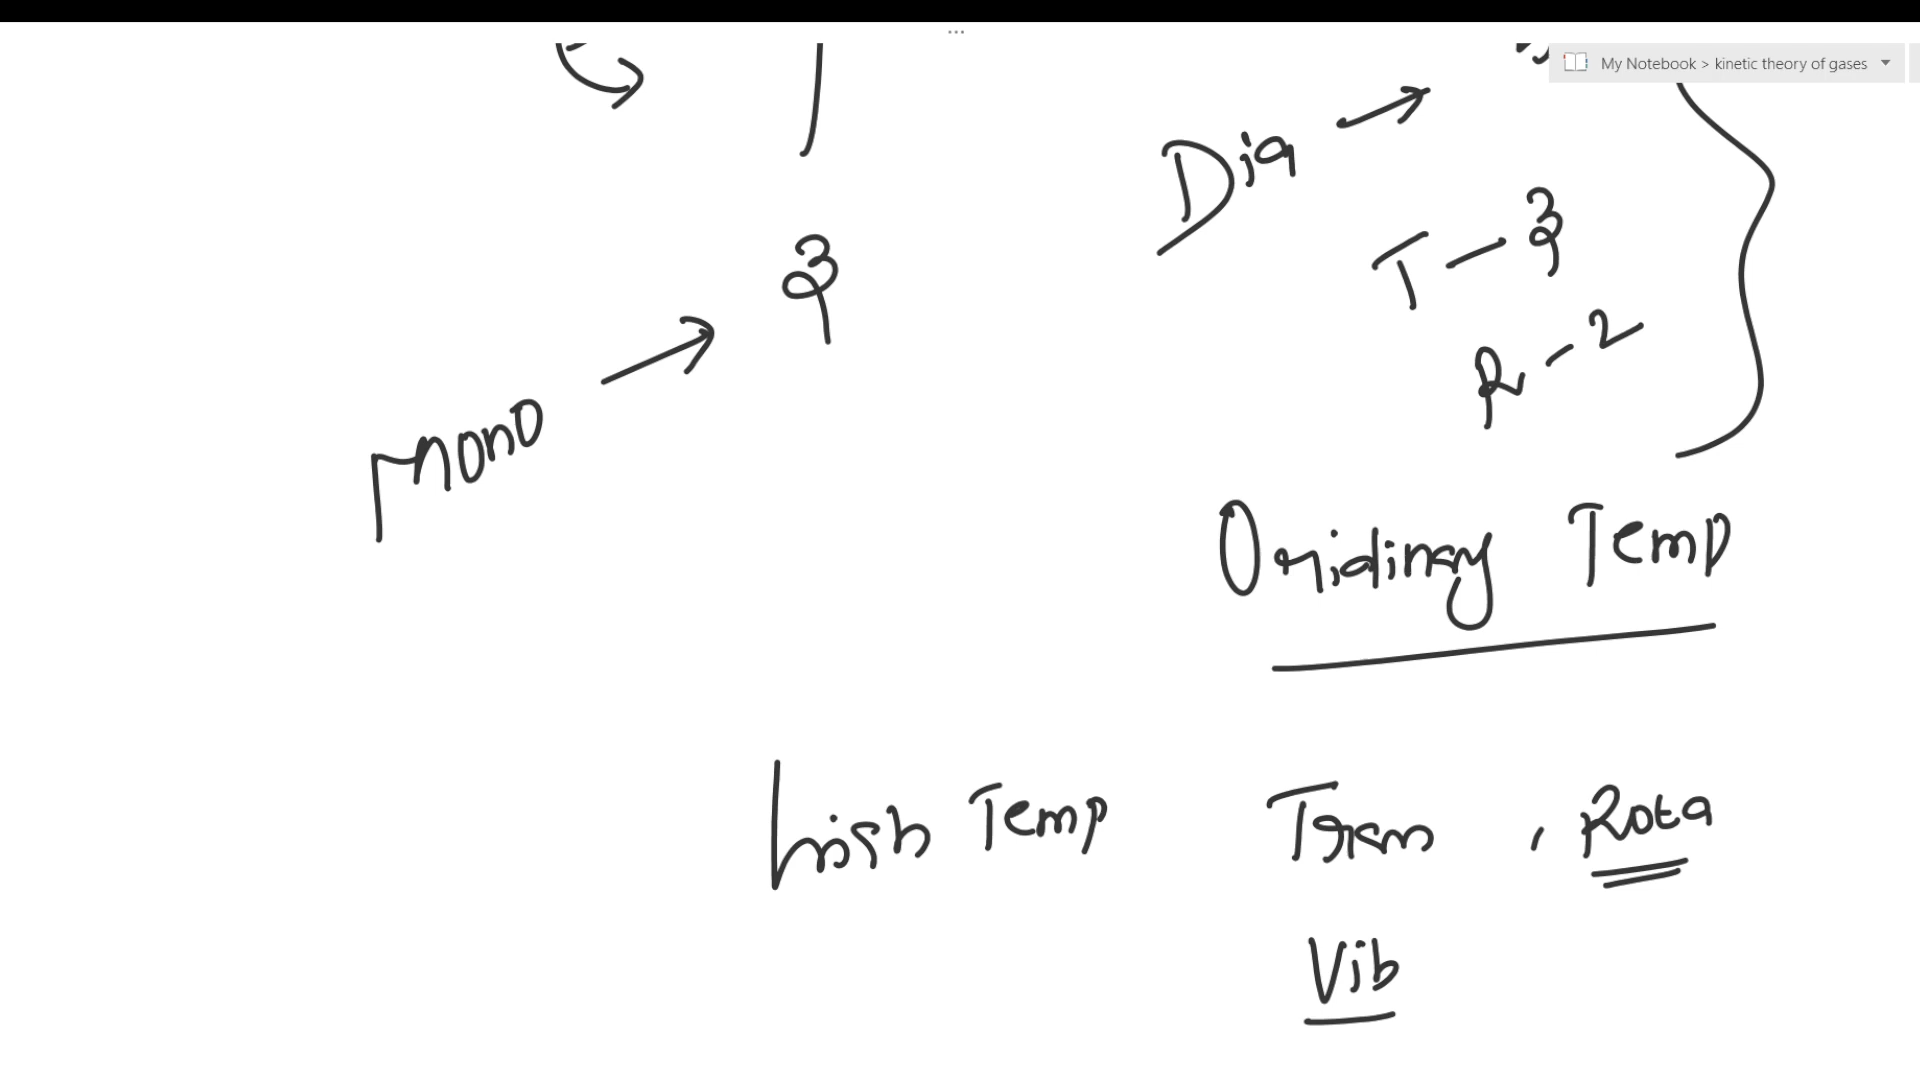 My Notebook > kinetic theory of gases
Dia →
T - 3
R - 2
Mono → 3
Oridinary Temp
high Temp Tran , Rota
Vib